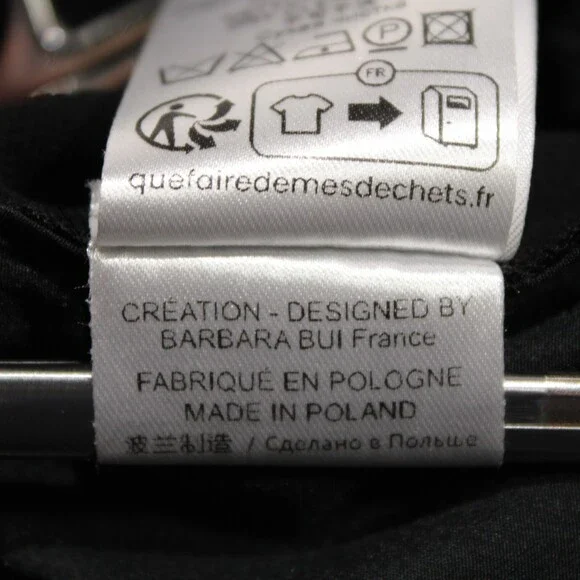 P
FR
quefairedemesdechets.fr
CRÉATION - DESIGNED BY
BARBARA BUI France
FABRIQUÉ EN POLOGNE
MADE IN POLAND
波兰制造 / Сделано в Польше